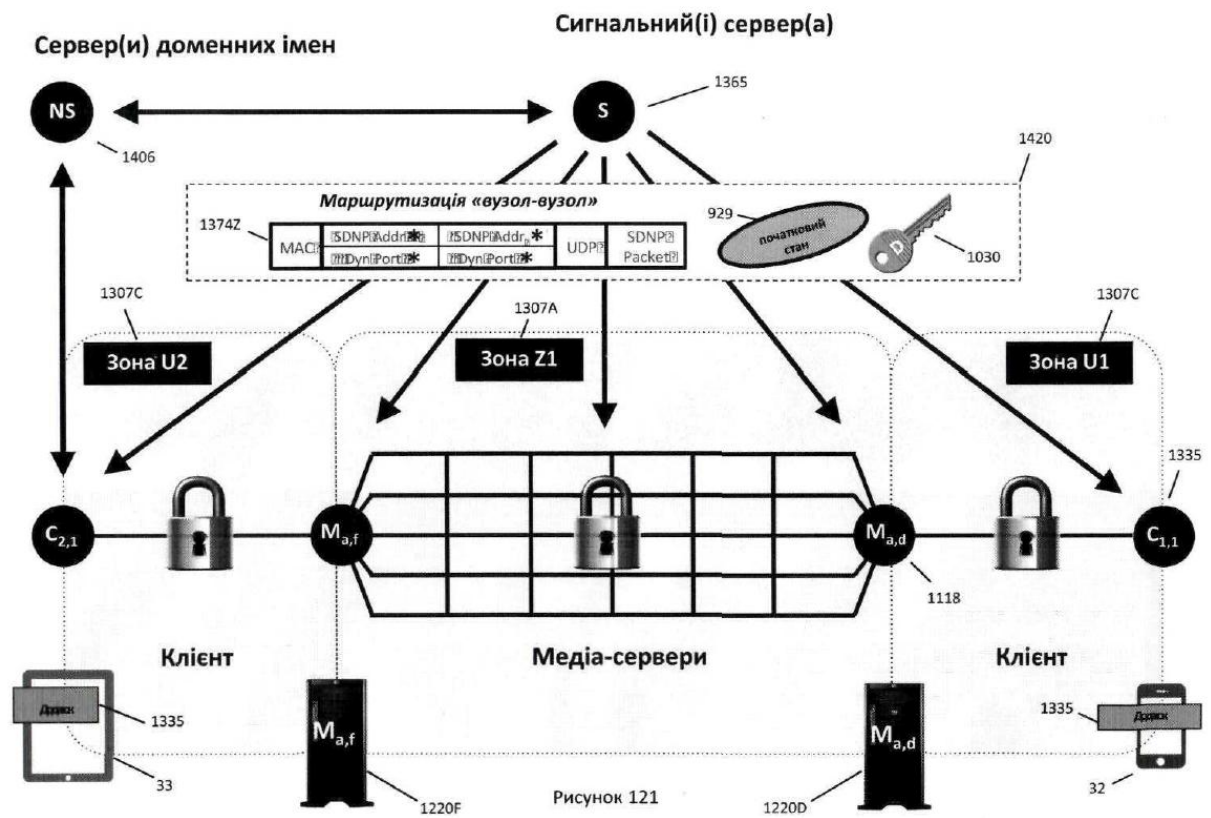 Сигнальний(і) сервер(а)
Сервер(и) доменних імен
NS
S
1365
1406
1420
Маршрутизація «вузол-вузол»
1374Z
MAC
SDNP Addr *
SDNP Addr *
Dyn Port *
Dyn Port *
UDP
SDNP
Packet
929
початковий
стан
D
1030
1307C
1307A
1307C
Зона U2
Зона Z1
Зона U1
1335
C2,1
Ma,f
Ma,d
C1,1
1118
Клієнт
Медіа-сервери
Клієнт
1335
33
Ma,f
1220F
Рисунок 121
Ma,d
1220D
1335
32